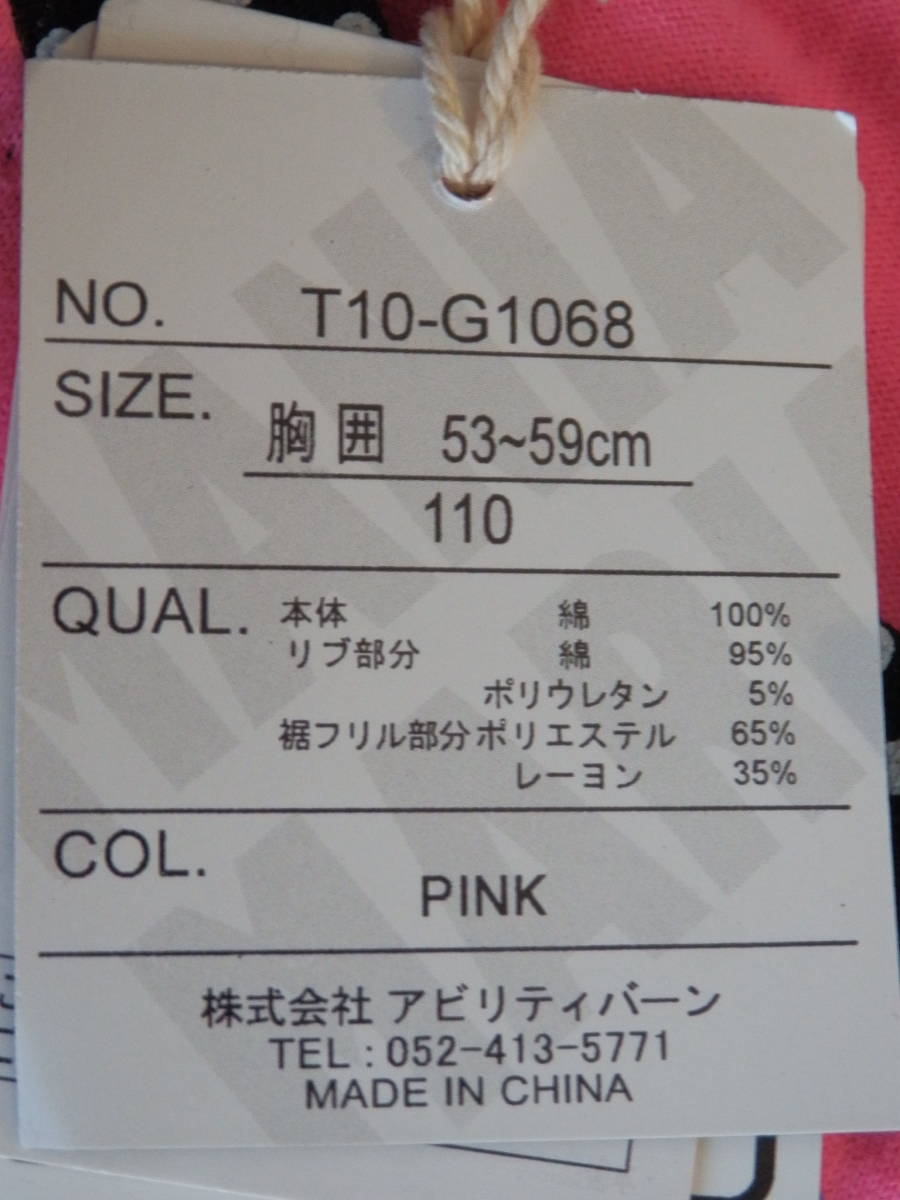 NO. T10-G1068
SIZE. 胸囲 53~59cm
110
QUAL. 本体 綿 100%
リブ部分 綿 95%
ポリウレタン 5%
裾フリル部分 ポリエステル 65%
レーヨン 35%
COL. PINK
株式会社 アビリティバーン
TEL:052-413-5771
MADE IN CHINA